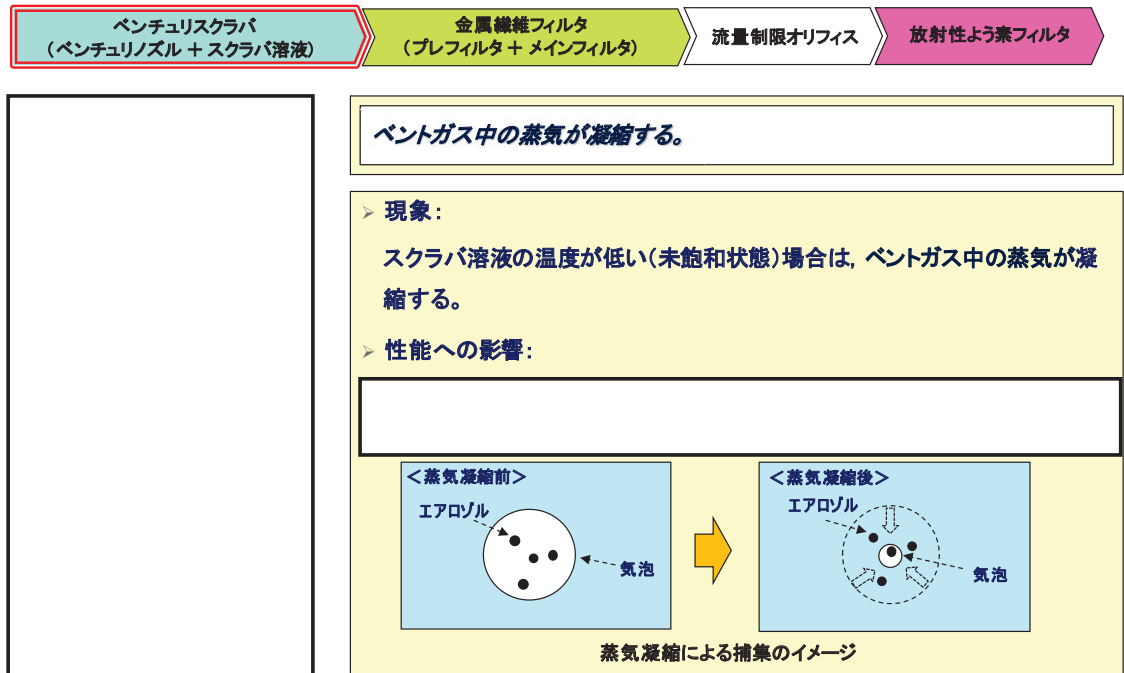 ベンチュリスクラバ
（ベンチュリノズル ＋ スクラバ溶液）
金属繊維フィルタ
（プレフィルタ＋ メインフィルタ）
流量制限オリフィス
放射性よう素フィルタ
ベントガス中の蒸気が凝縮する。
➢ 現象：
スクラバ溶液の温度が低い（未飽和状態）場合は，ベントガス中の蒸気が凝
縮する。
➢ 性能への影響：
＜蒸気凝縮前＞
エアロゾル
気泡
＜蒸気凝縮後＞
エアロゾル
気泡
蒸気凝縮による捕集のイメージ